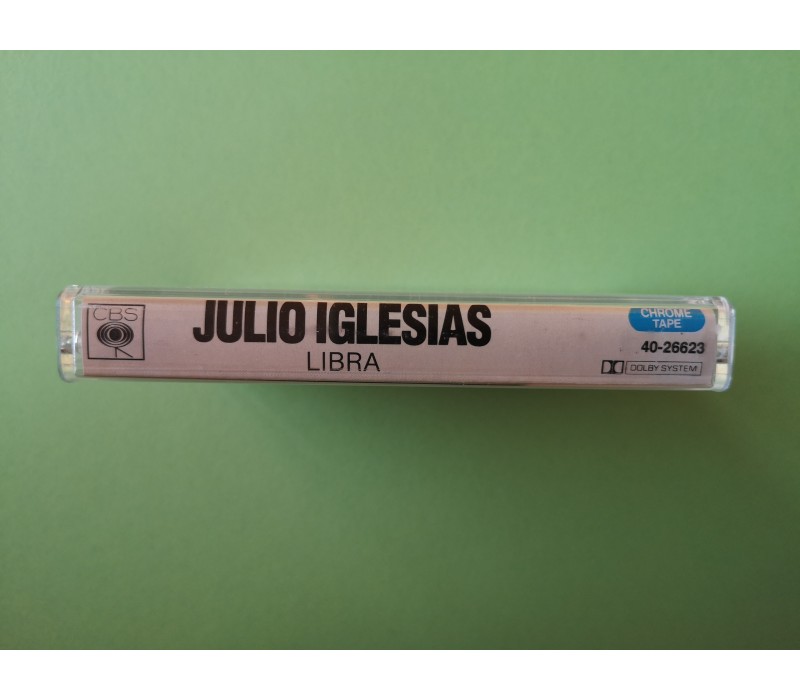 CBS
JULIO IGLESIAS
LIBRA
CHROME
TAPE
40-26623
DOLBY SYSTEM